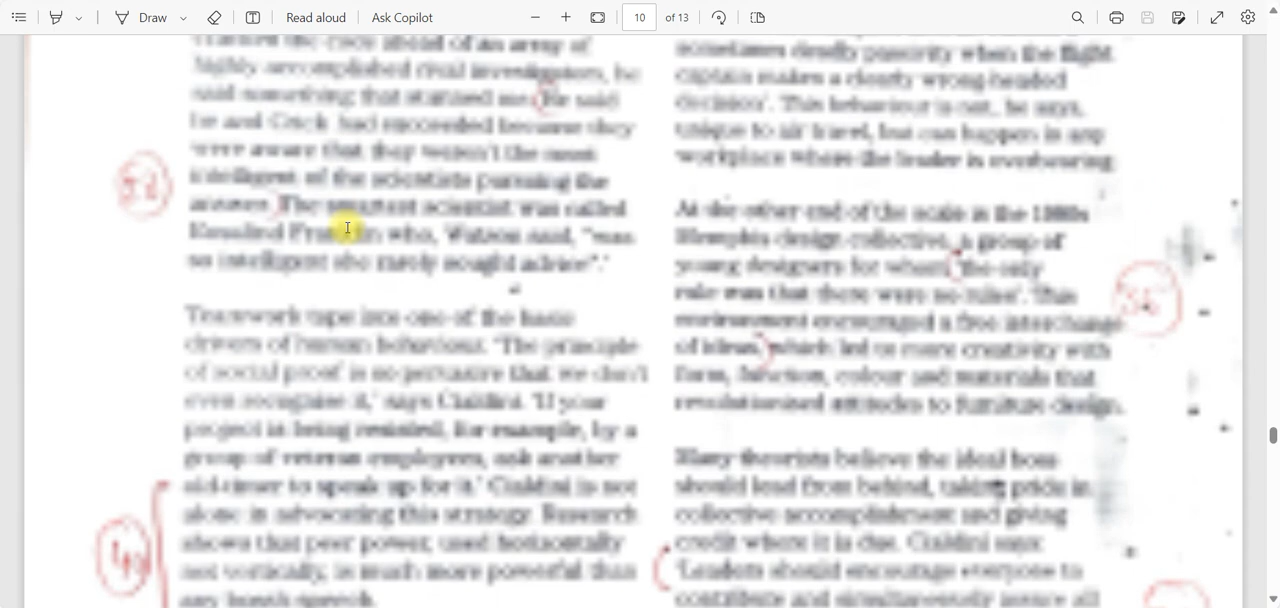 Draw
Read aloud
Ask Copilot
10
of 13
highly accomplished rival investigators, he
said something that stunned me. He said
he and Crick had succeeded because they
were aware that they weren't the most
intelligent of the scientists pursuing the
answer. The smartest scientist was called
Rosalind Franklin who, Watson said, "was
so intelligent she rarely sought advice".'
Teamwork taps into one of the basic
drivers of human behaviour. 'The principle
of social proof is so pervasive that we don't
even recognise it,' says Cialdini. 'If your
project is being resisted, for example, by a
group of veteran employees, ask another
old-timer to speak up for it.' Cialdini is not
alone in advocating this strategy. Research
shows that peer power, used horizontally
not vertically, is much more powerful than
any boss's speech.
sometimes deadly passivity when the flight
captain makes a clearly wrong-headed
decision'. This behaviour is not, he says,
unique to air travel, but can happen in any
workplace where the leader is overbearing.
At the other end of the scale is the 1980s
Memphis design collective, a group of
young designers for whom 'the only
rule was that there were no rules'. This
environment encouraged a free interchange
of ideas, which led to more creativity with
form, function, colour and materials that
revolutionised attitudes to furniture design.
Many theorists believe the ideal boss
should lead from behind, taking pride in
collective accomplishment and giving
credit where it is due. Cialdini says:
'Leaders should encourage everyone to
contribute and simultaneously assure all